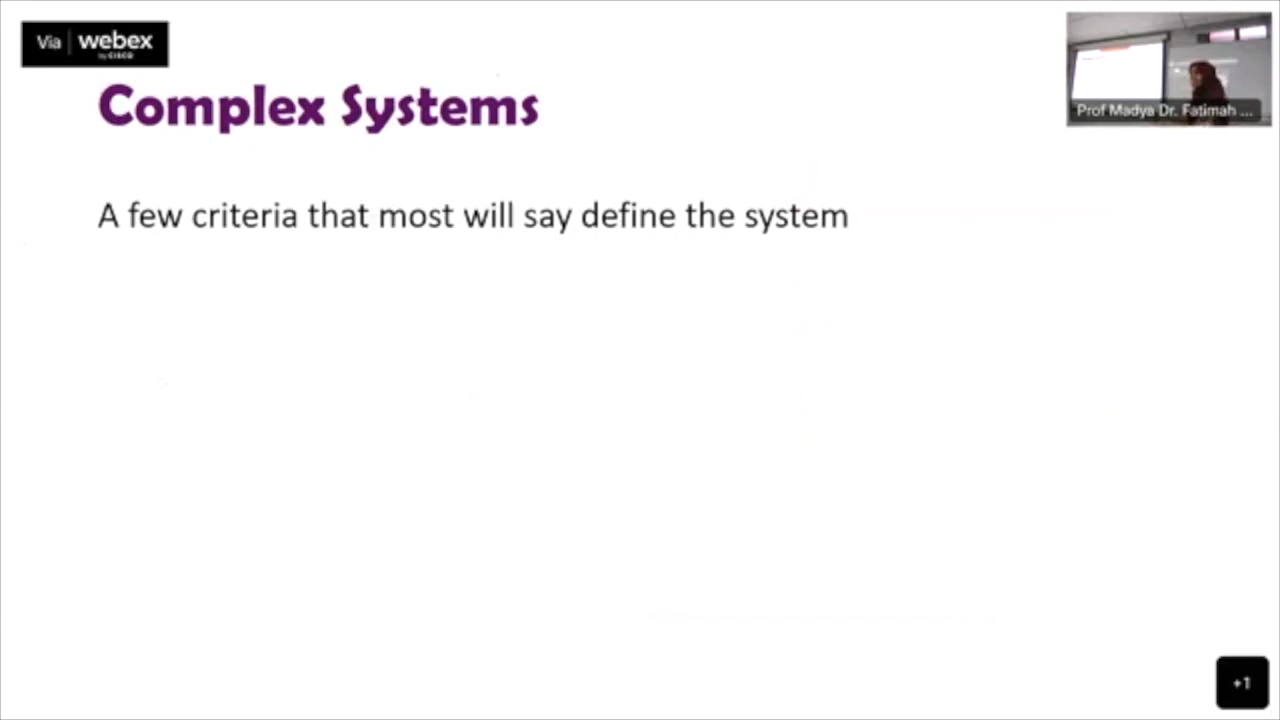 Via webex
by CISCO
Complex Systems
Prof Madya Dr. Fatimah ...
A few criteria that most will say define the system
+1